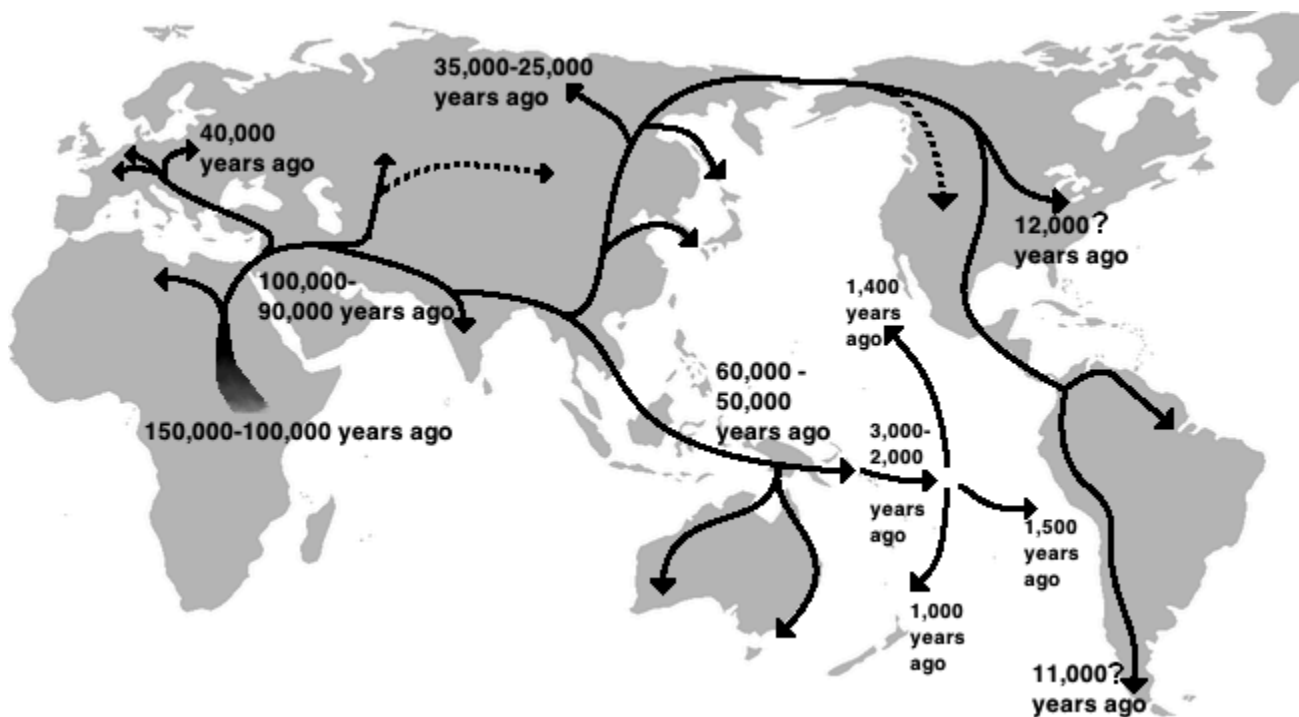 35,000-25,000
years ago
40,000
years ago
12,000?
years ago
100,000-
90,000 years ago
1,400
years
ago
60,000 -
50,000
years ago
150,000-100,000 years ago
3,000-
2,000
years
ago
1,500
years
ago
1,000
years
ago
11,000?
years ago